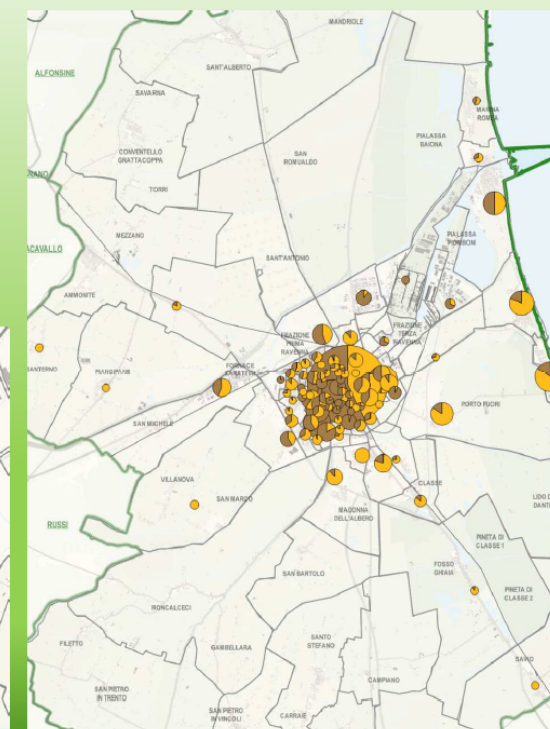 MANDRIOLE
SANT'ALBERTO
ALFONSINE
SAVARNA
MARINA
ROMEA
PIALASSA
BAIONA
CONVENTELLO
GRATTACOPPA
SAN
ROMUALDO
TORRI
MEZZANO
PIALASSA
PIOMBONI
SANT'ANTONIO
ACAVALLO
AMMONITE
FRAZIONE
PRIMA
RAVENNA
FRAZIONE
TERZA
RAVENNA
SANTERNO
PIANGIPANE
FORNACE
ZARATTINI
PORTO FUORI
SAN MICHELE
VILLANOVA
SAN MARCO
CLASSE
LIDO D
DANTE
MADONNA
DELL'ALBERO
RUSSI
PINETA DI
CLASSE 1
FOSSO
GHIAIA
SAN BARTOLO
PINETA DI
CLASSE 2
RONCALCECI
FILETTO
GAMBELLARA
SANTO
STEFANO
SAVIO
CAMPIANO
SAN PIETRO
IN TRENTO
SAN PIETRO
IN VINCOLI
CARRAIE